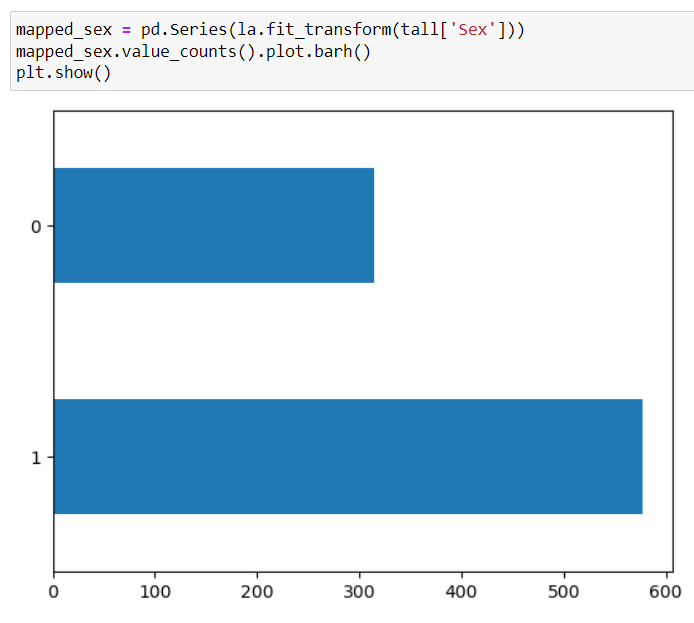 mapped_sex = pd.Series(la.fit_transform(tall['Sex']))
mapped_sex.value_counts().plot.barh()
plt.show()
0
1
0 100 200 300 400 500 600